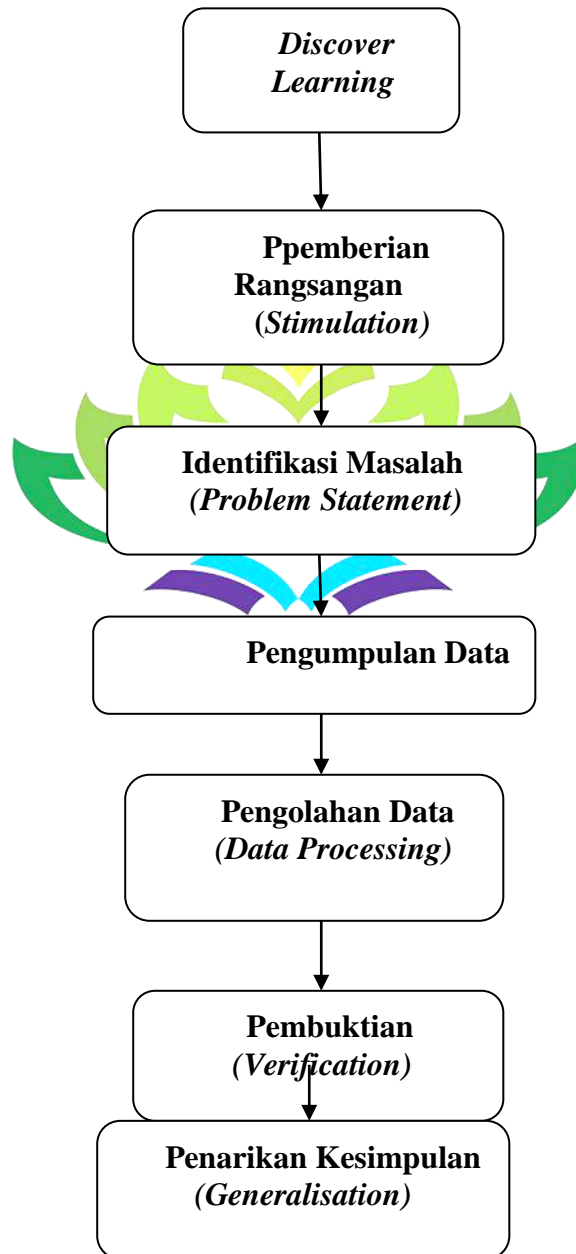 Discover
Learning
Ppemberian
Rangsangan
(Stimulation)
Identifikasi Masalah
(Problem Statement)
Pengumpulan Data
Pengolahan Data
(Data Processing)
Pembuktian
(Verification)
Penarikan Kesimpulan
(Generalisation)